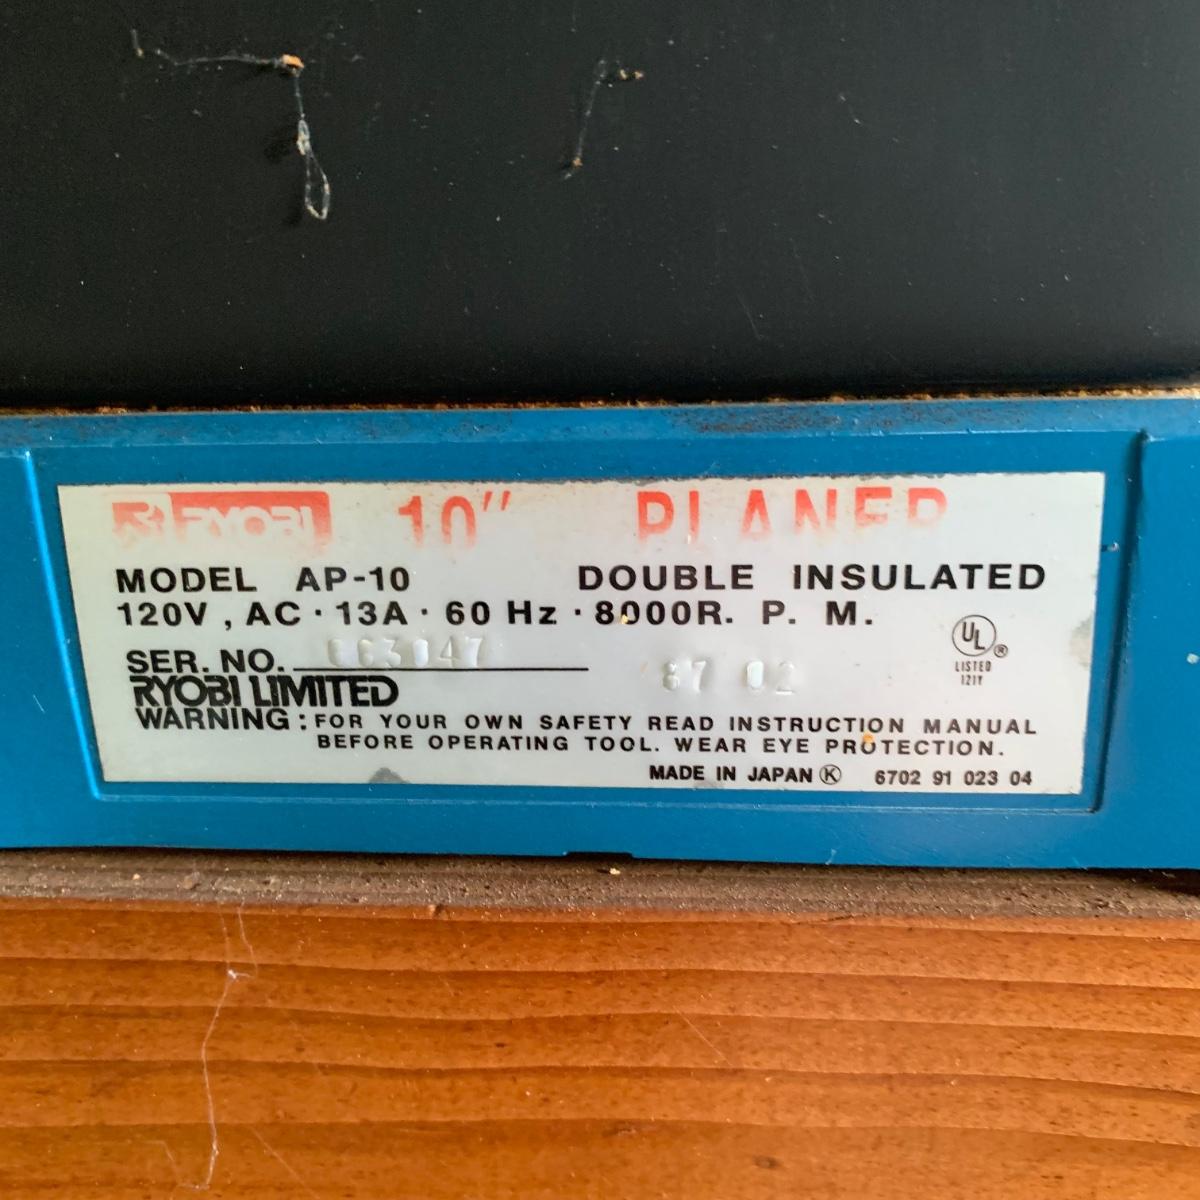 RYOBI 10" PLANER
MODEL AP-10 DOUBLE INSULATED
120V, AC · 13A · 60 Hz · 8000R. P. M.
SER. NO. 063047 87 02
UL ®
LISTED
121Y
RYOBI LIMITED
WARNING: FOR YOUR OWN SAFETY READ INSTRUCTION MANUAL
BEFORE OPERATING TOOL. WEAR EYE PROTECTION.
MADE IN JAPAN Ⓚ 6702 91 023 04